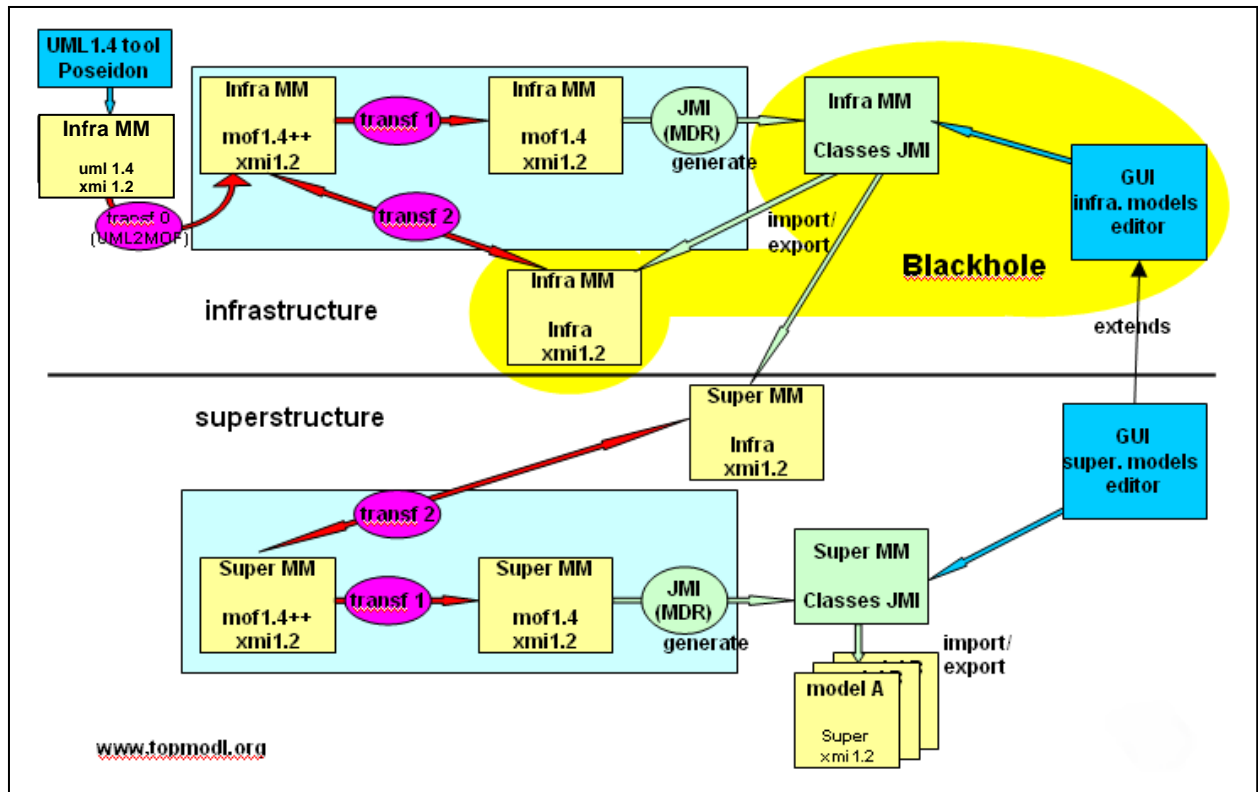 UML1.4 tool
Poseidon
Infra MM
uml 1.4
xmi 1.2
transf 0
(UML2MOF)
Infra MM
mof1.4++
xmi1.2
transf 1
Infra MM
mof1.4
xmi1.2
JMI
(MDR)
generate
Infra MM
Classes JMI
GUI
infra. models
editor
transf 2
import/
export
Blackhole
Infra MM
Infra
xmi1.2
infrastructure
extends
superstructure
Super MM
Infra
xmi1.2
GUI
super. models
editor
transf 2
Super MM
mof1.4++
xmi1.2
transf 1
Super MM
mof1.4
xmi1.2
JMI
(MDR)
generate
Super MM
Classes JMI
import/
export
model A
Super
xmi1.2
www.topmodl.org